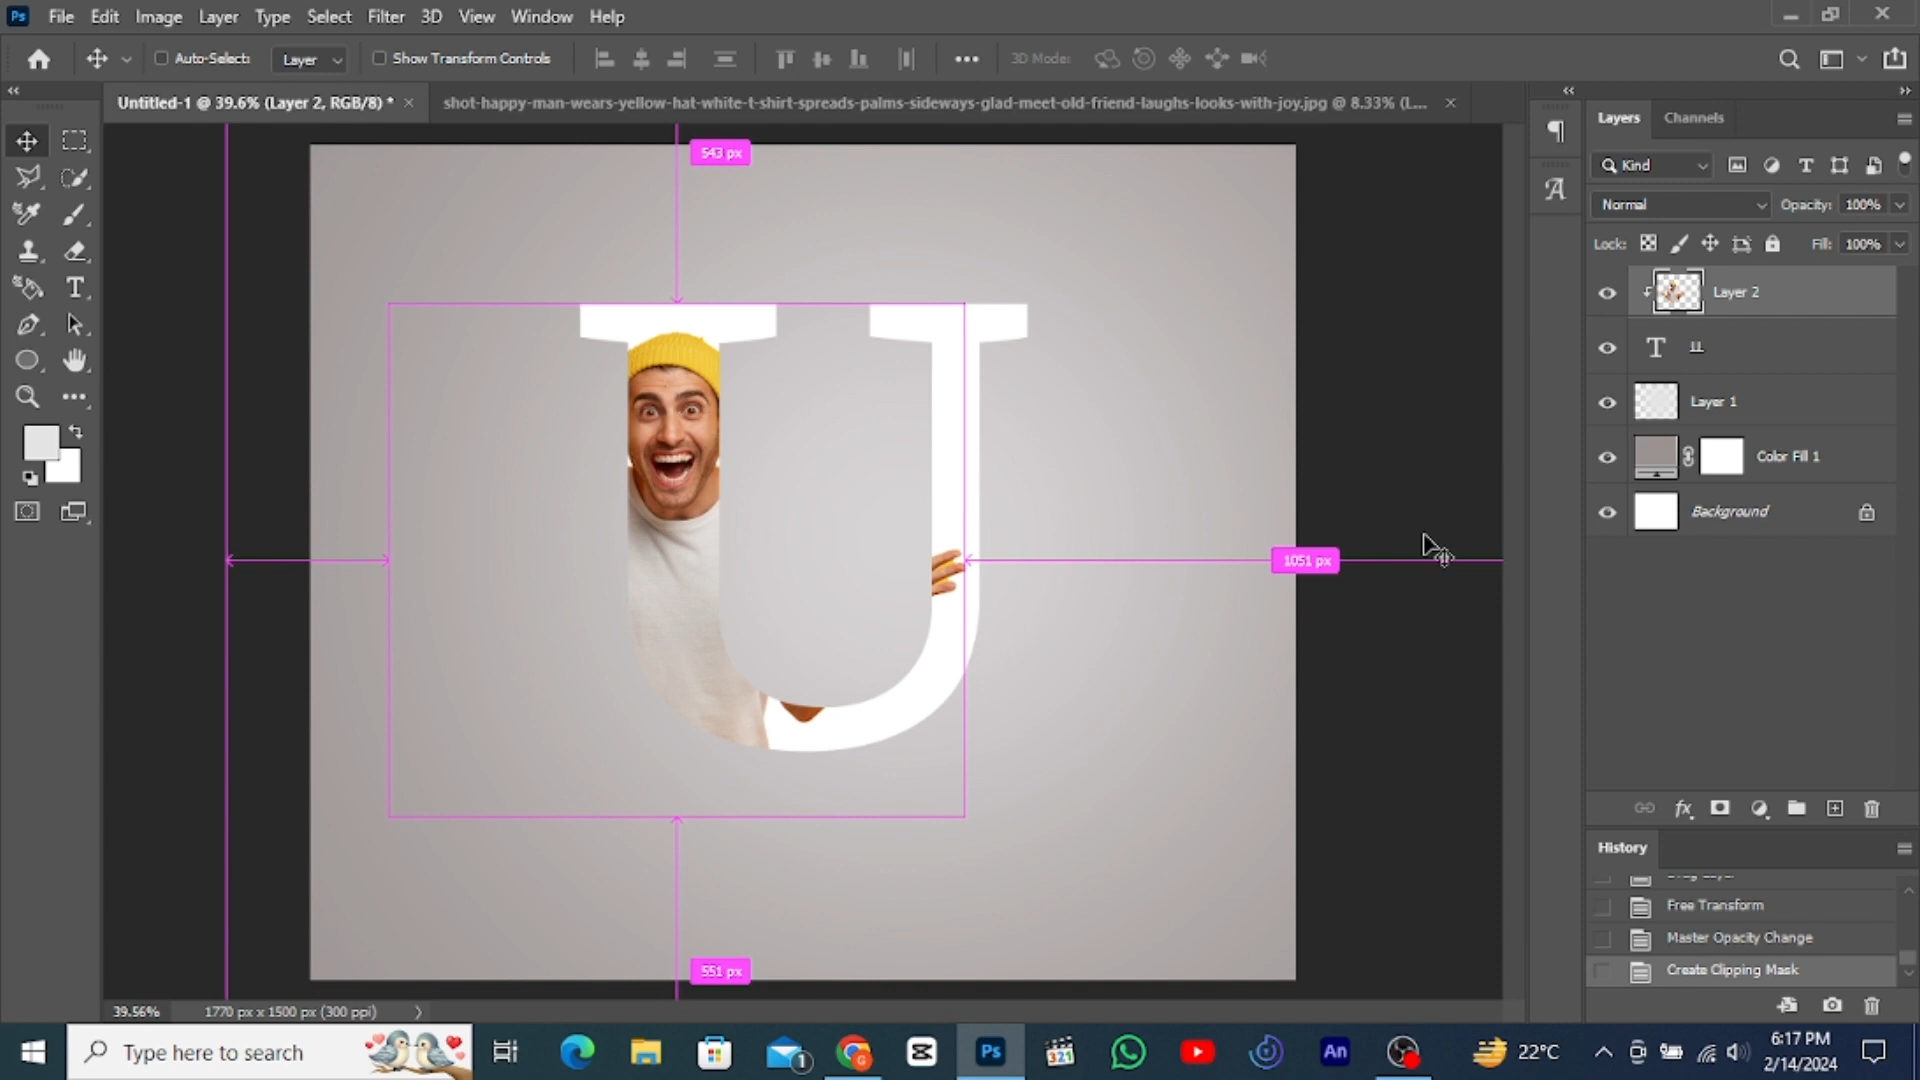 Ps File Edit Image Layer Type Select Filter 3D View Window Help
Auto-Select: Layer Show Transform Controls 3D Mode:
Untitled-1 @ 39.6% (Layer 2, RGB/8) * × shot-happy-man-wears-yellow-hat-white-t-shirt-spreads-palms-sideways-glad-meet-old-friend-laughs-looks-with-joy.jpg @ 8.33% (L... ×
Layers Channels
543 px
Kind
Normal Opacity: 100%
Lock: Fill: 100%
Layer 2
Layer 1
Color Fill 1
Background
U
1051 px
551 px
History
Free Transform
Master Opacity Change
Create Clipping Mask
39.56% 1770 px x 1500 px (300 ppi)
Type here to search
1
G
321
Ps
An
22°C
6:17 PM
2/14/2024